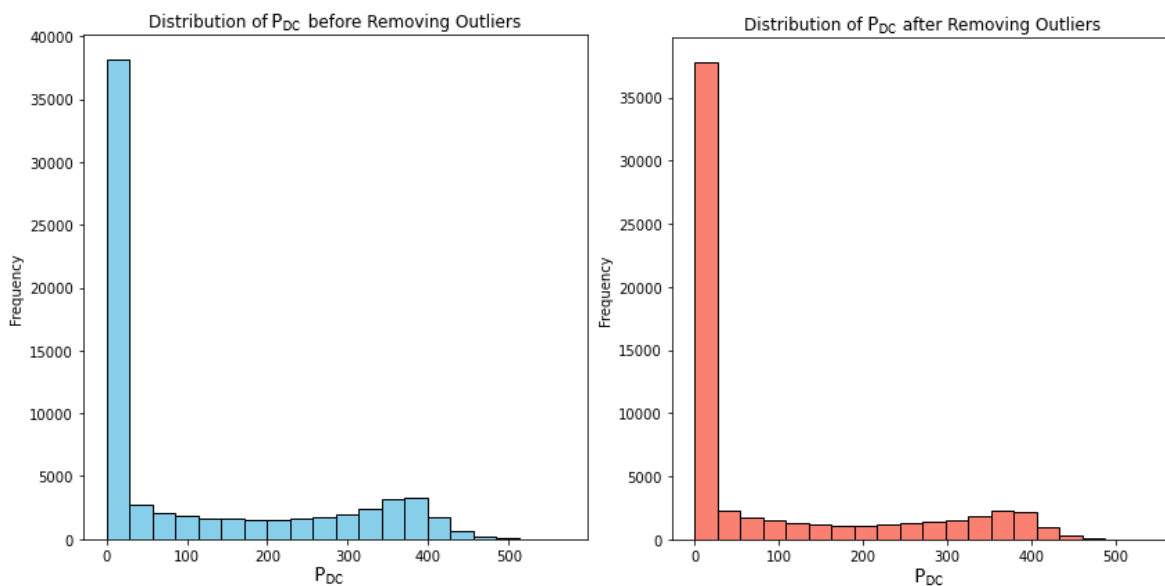 Distribution of P_DC before Removing Outliers
40000
35000
30000
25000
20000
15000
10000
5000
0
Frequency
0 100 200 300 400 500
P_DC
Distribution of P_DC after Removing Outliers
35000
30000
25000
20000
15000
10000
5000
0
Frequency
0 100 200 300 400 500
P_DC